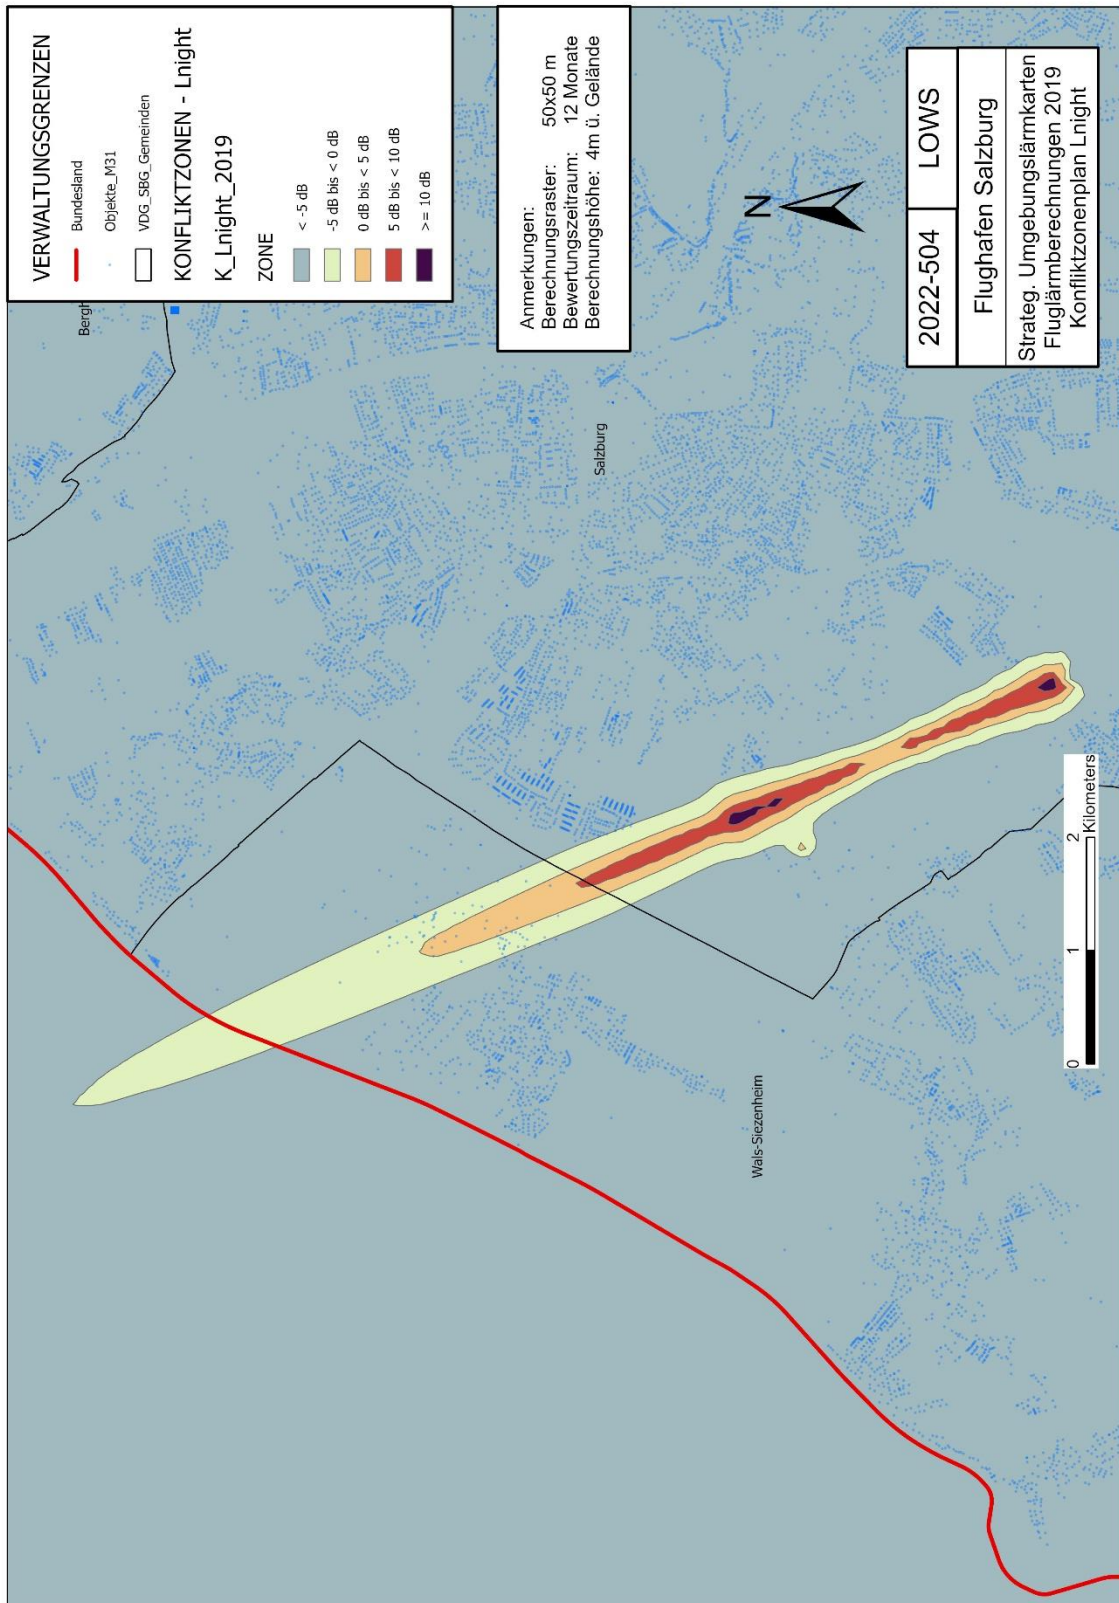 VERWALTUNGSGRENZEN
Bundesland
Objekte_M31
VDG_SBG_Gemeinden
KONFLIKTZONEN - Lnight
K_Lnight_2019
ZONE
< -5 dB
-5 dB bis < 0 dB
0 dB bis < 5 dB
5 dB bis < 10 dB
>= 10 dB
Bergh
Anmerkungen:
Berechnungsraster: 50x50 m
Bewertungszeitraum: 12 Monate
Berechnungshöhe: 4m ü. Gelände
Salzburg
Wals-Siezenheim
N
0 1 2
Kilometers
2022-504 LOWS
Flughafen Salzburg
Strateg. Umgebungslärmkarten
Fluglärmberechnungen 2019
Konfliktzonenplan Lnight